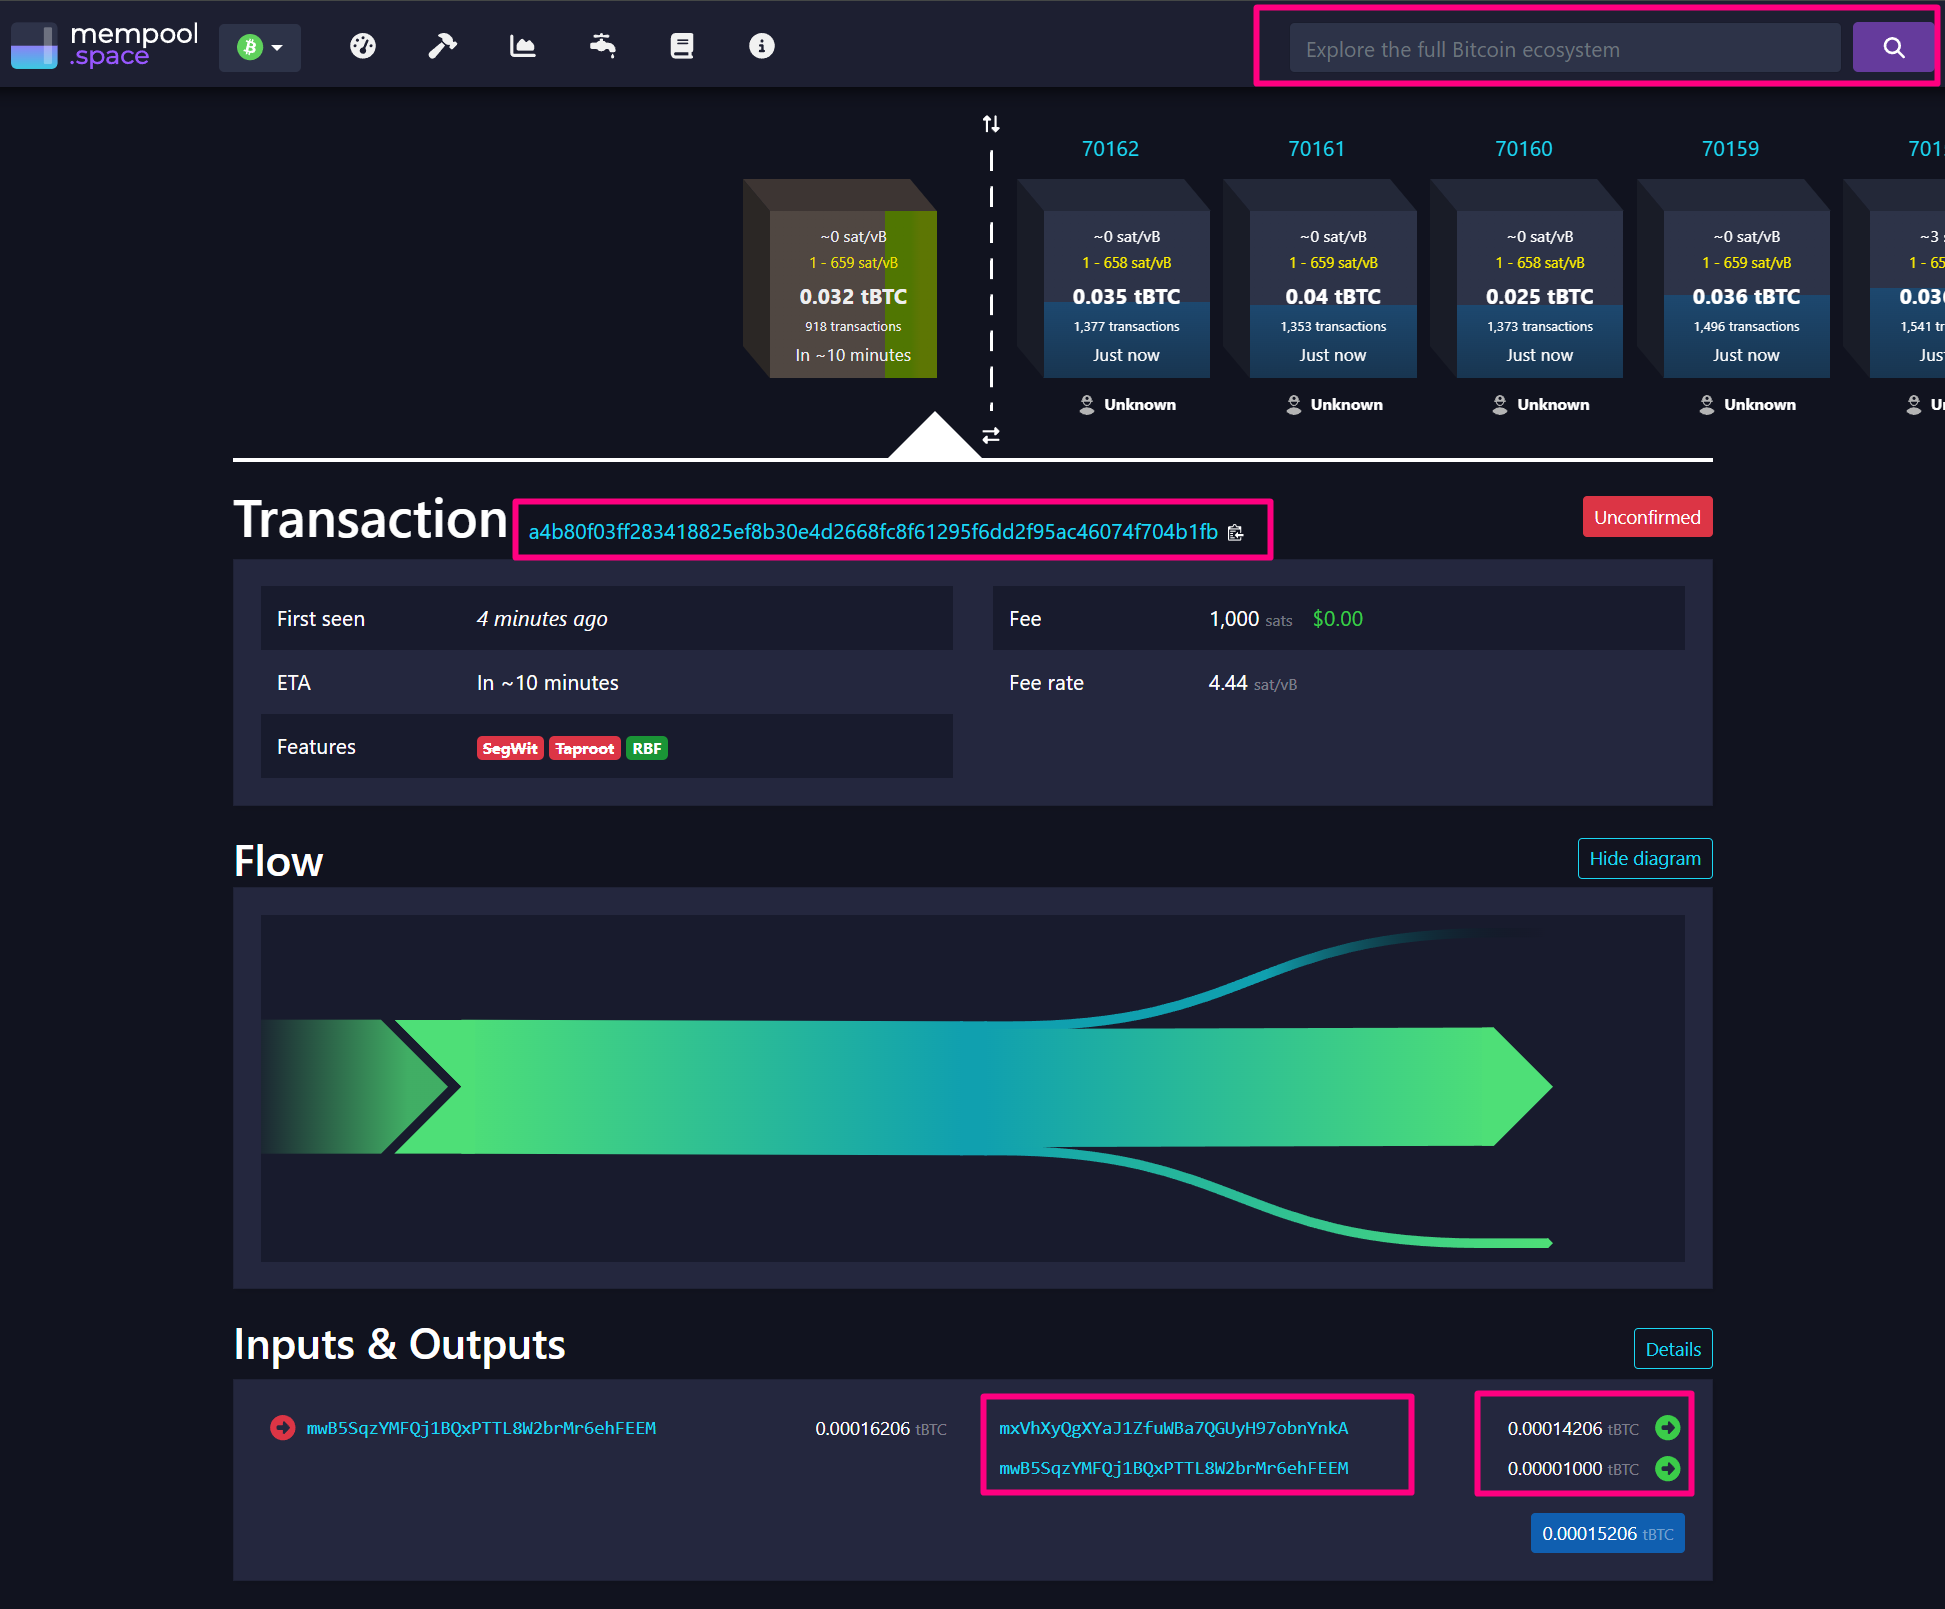 mempool
.space
Explore the full Bitcoin ecosystem
70162
70161
70160
70159
701
~0 sat/vB
1 - 659 sat/vB
0.032 tBTC
918 transactions
In ~10 minutes
~0 sat/vB
1 - 658 sat/vB
0.035 tBTC
1,377 transactions
Just now
Unknown
~0 sat/vB
1 - 659 sat/vB
0.04 tBTC
1,353 transactions
Just now
Unknown
~0 sat/vB
1 - 658 sat/vB
0.025 tBTC
1,373 transactions
Just now
Unknown
~0 sat/vB
1 - 659 sat/vB
0.036 tBTC
1,496 transactions
Just now
Unknown
~3 s
1 - 65
0.03
1,541 tr
Jus
Transaction a4b80f03ff283418825ef8b30e4d2668fc8f61295f6dd2f95ac46074f704b1fb
Unconfirmed
First seen 4 minutes ago
ETA In ~10 minutes
Features SegWit Taproot RBF
Fee 1,000 sats $0.00
Fee rate 4.44 sat/vB
Flow
Hide diagram
Inputs & Outputs
Details
mwB5SqzYMFQj1BQxPTTL8W2brMr6ehFEEM 0.00016206 tBTC
mxVhXyQgXYaJ1ZfuWBa7QGUyH97obnYnkA 0.00014206 tBTC
mwB5SqzYMFQj1BQxPTTL8W2brMr6ehFEEM 0.00001000 tBTC
0.00015206 tBTC